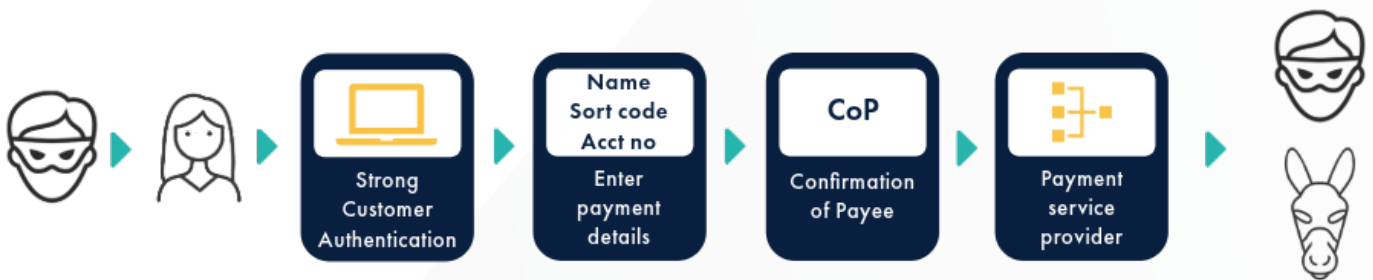 Strong
Customer
Authentication
Name
Sort code
Acct no
Enter
payment
details
CoP
Confirmation
of Payee
Payment
service
provider